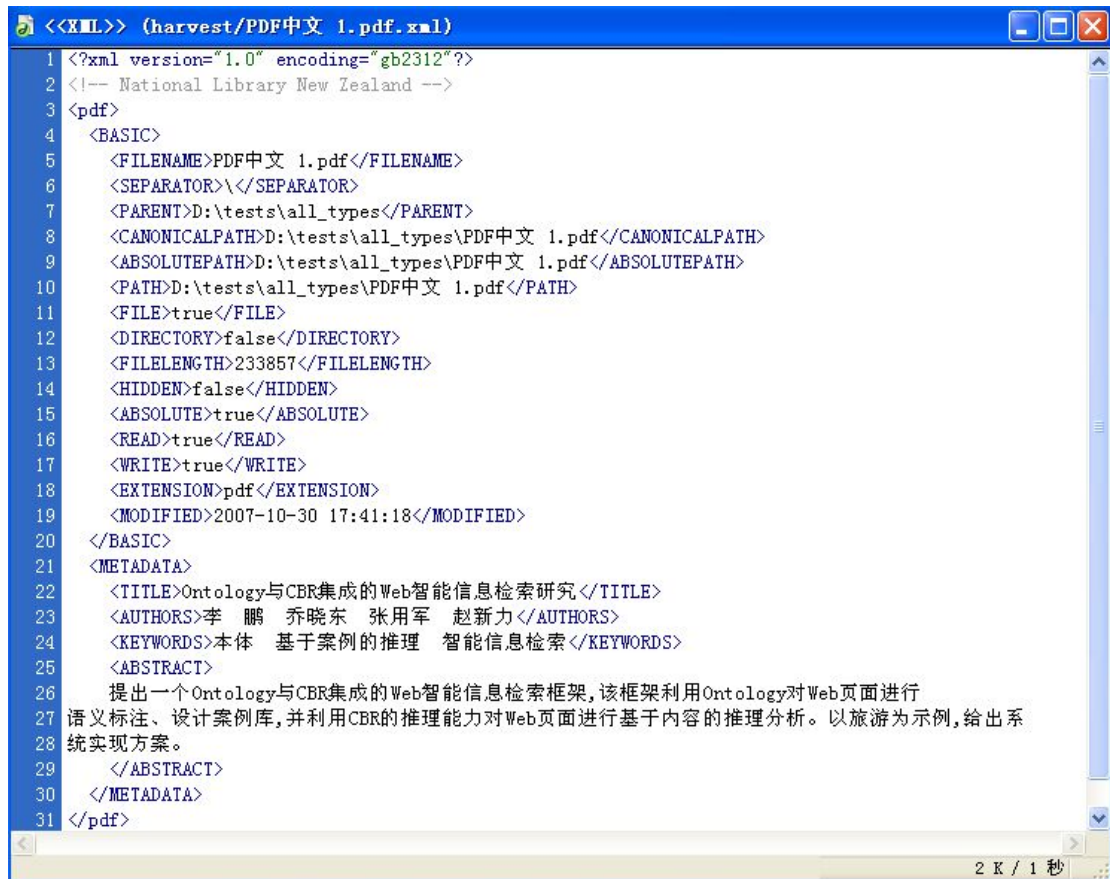 <<XML>> (harvest/PDF中文 1.pdf.xml)
1 <?xml version="1.0" encoding="gb2312"?>
2 <!-- National Library New Zealand -->
3 <pdf>
4 <BASIC>
5 <FILENAME>PDF中文 1.pdf</FILENAME>
6 <SEPARATOR>\</SEPARATOR>
7 <PARENT>D:\tests\all_types</PARENT>
8 <CANONICALPATH>D:\tests\all_types\PDF中文 1.pdf</CANONICALPATH>
9 <ABSOLUTEPATH>D:\tests\all_types\PDF中文 1.pdf</ABSOLUTEPATH>
10 <PATH>D:\tests\all_types\PDF中文 1.pdf</PATH>
11 <FILE>true</FILE>
12 <DIRECTORY>false</DIRECTORY>
13 <FILELENGTH>233857</FILELENGTH>
14 <HIDDEN>false</HIDDEN>
15 <ABSOLUTE>true</ABSOLUTE>
16 <READ>true</READ>
17 <WRITE>true</WRITE>
18 <EXTENSION>pdf</EXTENSION>
19 <MODIFIED>2007-10-30 17:41:18</MODIFIED>
20 </BASIC>
21 <METADATA>
22 <TITLE>Ontology与CBR集成的Web智能信息检索研究</TITLE>
23 <AUTHORS>李 鹏 乔晓东 张用军 赵新力</AUTHORS>
24 <KEYWORDS>本体 基于案例的推理 智能信息检索</KEYWORDS>
25 <ABSTRACT>
26 提出一个Ontology与CBR集成的Web智能信息检索框架,该框架利用Ontology对Web页面进行
27 语义标注、设计案例库,并利用CBR的推理能力对Web页面进行基于内容的推理分析。以旅游为示例,给出系
28 统实现方案。
29 </ABSTRACT>
30 </METADATA>
31 </pdf>
2 K / 1 秒